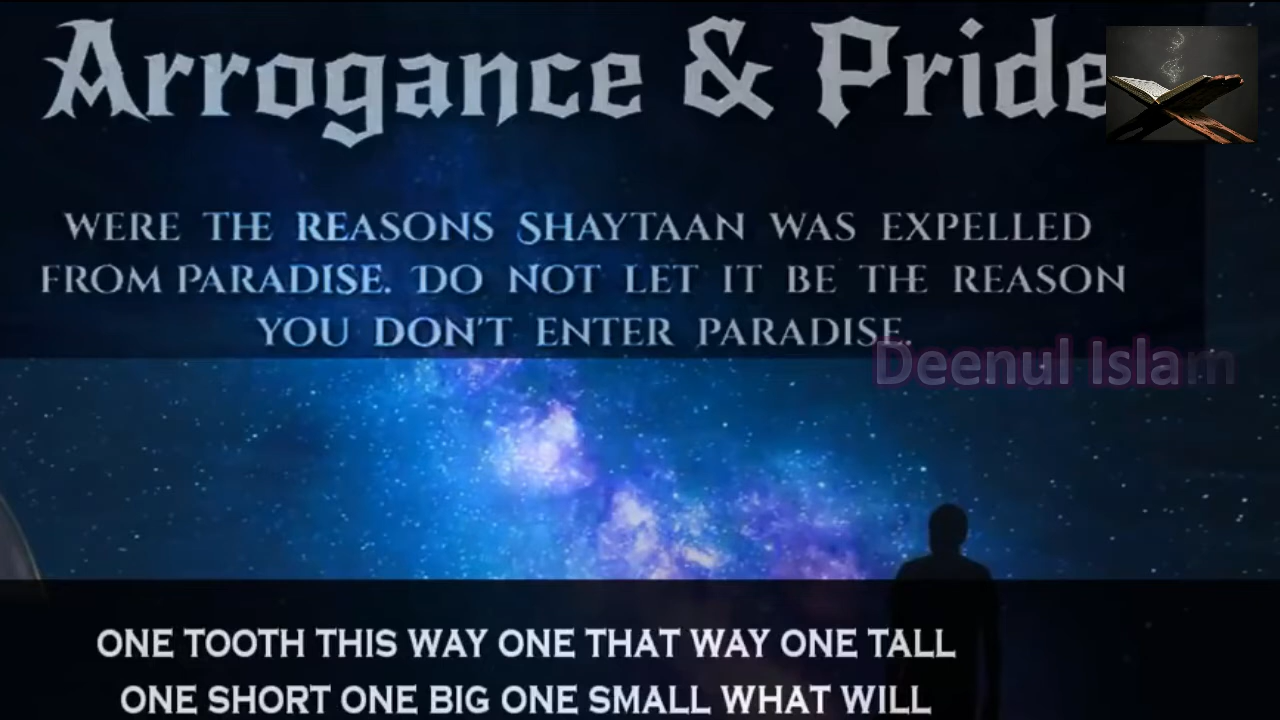 Arrogance & Pride
WERE THE REASONS SHAYTAAN WAS EXPELLED
FROM PARADISE. DO NOT LET IT BE THE REASON
YOU DON'T ENTER PARADISE.
Deenul Islam
ONE TOOTH THIS WAY ONE THAT WAY ONE TALL
ONE SHORT ONE BIG ONE SMALL WHAT WILL